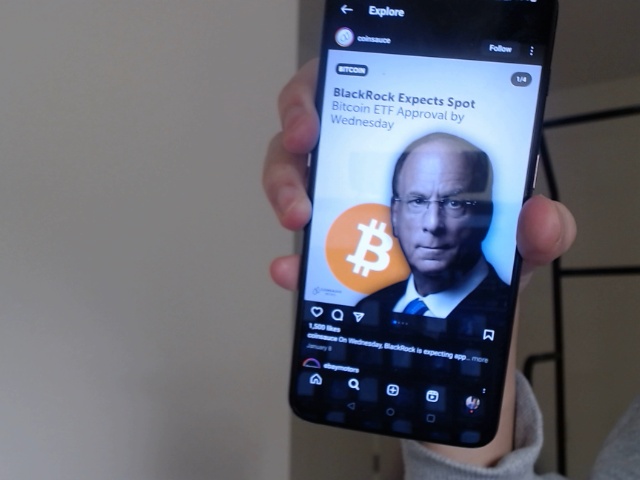 Explore
coinsauce
Follow
BITCOIN
1/4
BlackRock Expects Spot
Bitcoin ETF Approval by
Wednesday
1,500 likes
coinsauce On Wednesday, BlackRock is expecting app... more
January 8
ebaymotors